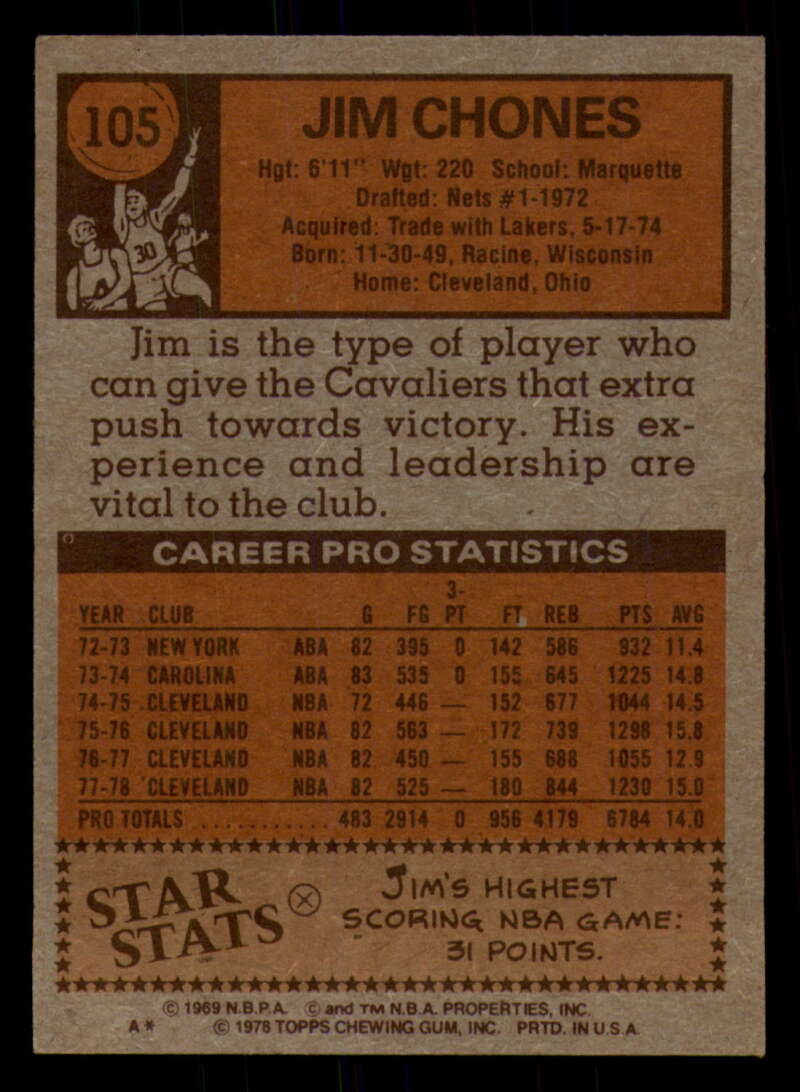 105
30
JIM CHONES
Hgt: 6'11" Wgt: 220 School: Marquette
Drafted: Nets #1-1972
Acquired: Trade with Lakers, 5-17-74
Born: 11-30-49, Racine, Wisconsin
Home: Cleveland, Ohio
Jim is the type of player who
can give the Cavaliers that extra
push towards victory. His ex-
perience and leadership are
vital to the club.
CAREER PRO STATISTICS
YEAR CLUB G FG 3-PT FT REB PTS AVG
72-73 NEW YORK ABA 82 395 0 142 586 932 11.4
73-74 CAROLINA ABA 83 535 0 155 645 1225 14.8
74-75 CLEVELAND NBA 72 446 — 152 677 1044 14.5
75-76 CLEVELAND NBA 82 563 — 172 739 1298 15.8
76-77 CLEVELAND NBA 82 450 — 155 688 1055 12.9
77-78 CLEVELAND NBA 82 525 — 180 844 1230 15.0
PRO TOTALS ........... 483 2914 0 956 4179 6784 14.0
STAR
STATS
JIM'S HIGHEST
SCORING NBA GAME:
31 POINTS.
© 1969 N.B.P.A. © and TM N.B.A. PROPERTIES, INC.
A* © 1978 TOPPS CHEWING GUM, INC. PRTD. IN U.S.A.